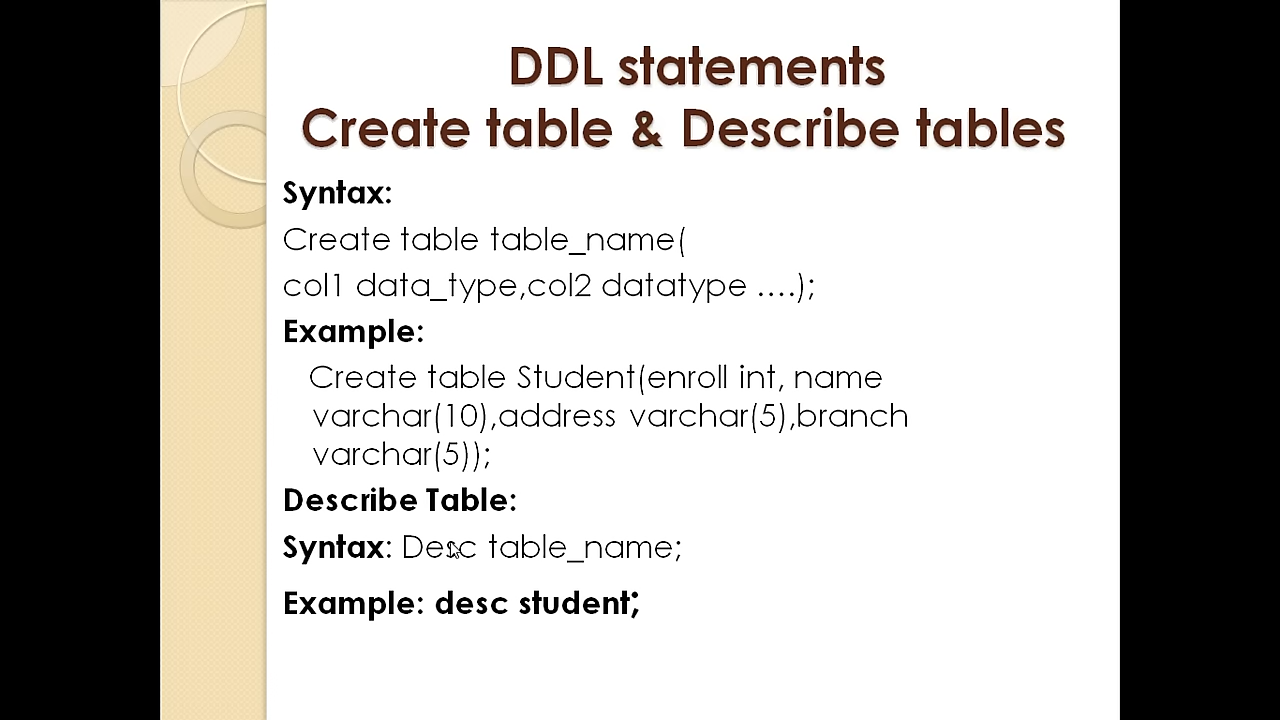 DDL statements
Create table & Describe tables
Syntax:
Create table table_name(
col1 data_type,col2 datatype ....);
Example:
Create table Student(enroll int, name
varchar(10),address varchar(5),branch
varchar(5));
Describe Table:
Syntax: Desc table_name;
Example: desc student;